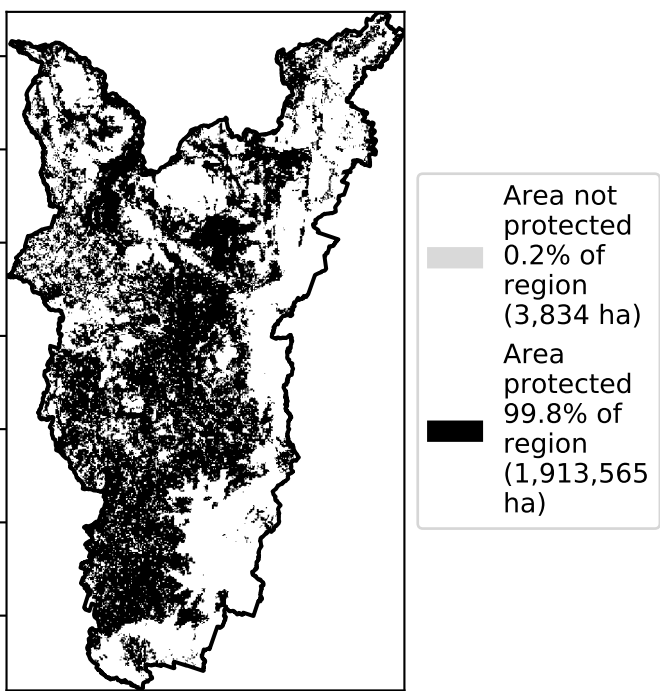 Area not
protected
0.2% of
region
(3,834 ha)
Area
protected
99.8% of
region
(1,913,565
ha)